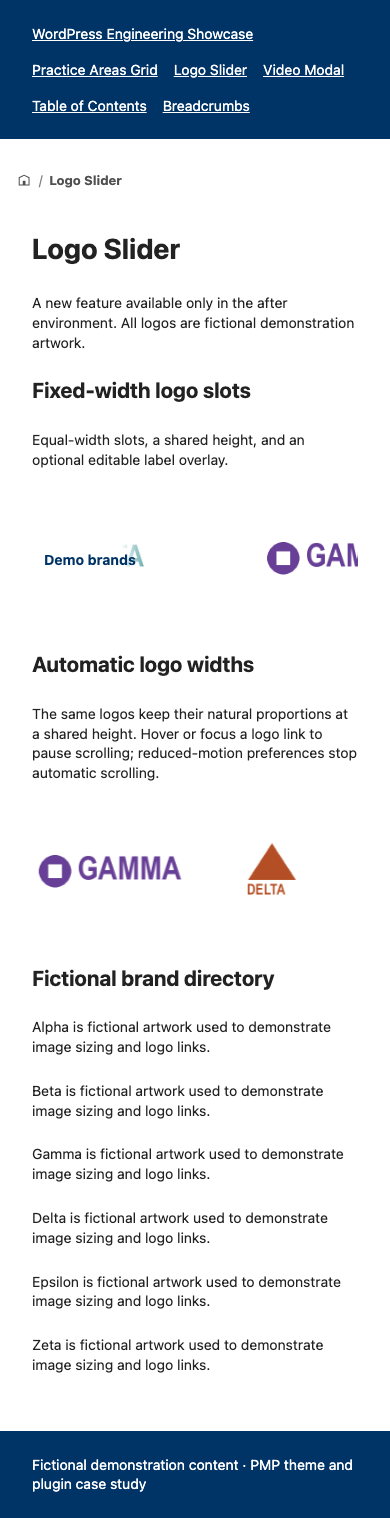 WordPress Engineering Showcase
Practice Areas Grid Logo Slider Video Modal
Table of Contents Breadcrumbs
/ Logo Slider
Logo Slider
A new feature available only in the after
environment. All logos are fictional demonstration
artwork.
Fixed-width logo slots
Equal-width slots, a shared height, and an
optional editable label overlay.
Demo brands
Automatic logo widths
The same logos keep their natural proportions at
a shared height. Hover or focus a logo link to
pause scrolling; reduced-motion preferences stop
automatic scrolling.
GAMMA DELTA
Fictional brand directory
Alpha is fictional artwork used to demonstrate
image sizing and logo links.
Beta is fictional artwork used to demonstrate
image sizing and logo links.
Gamma is fictional artwork used to demonstrate
image sizing and logo links.
Delta is fictional artwork used to demonstrate
image sizing and logo links.
Epsilon is fictional artwork used to demonstrate
image sizing and logo links.
Zeta is fictional artwork used to demonstrate
image sizing and logo links.
Fictional demonstration content · PMP theme and
plugin case study